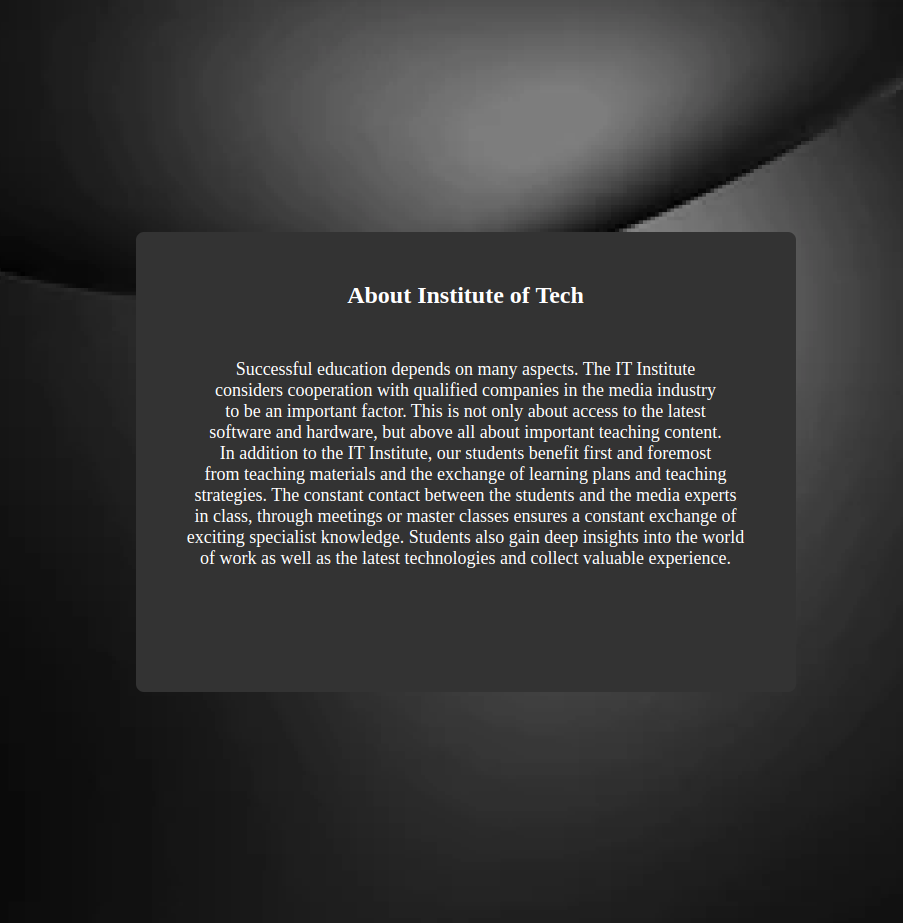 About Institute of Tech
Successful education depends on many aspects. The IT Institute
considers cooperation with qualified companies in the media industry
to be an important factor. This is not only about access to the latest
software and hardware, but above all about important teaching content.
In addition to the IT Institute, our students benefit first and foremost
from teaching materials and the exchange of learning plans and teaching
strategies. The constant contact between the students and the media experts
in class, through meetings or master classes ensures a constant exchange of
exciting specialist knowledge. Students also gain deep insights into the world
of work as well as the latest technologies and collect valuable experience.